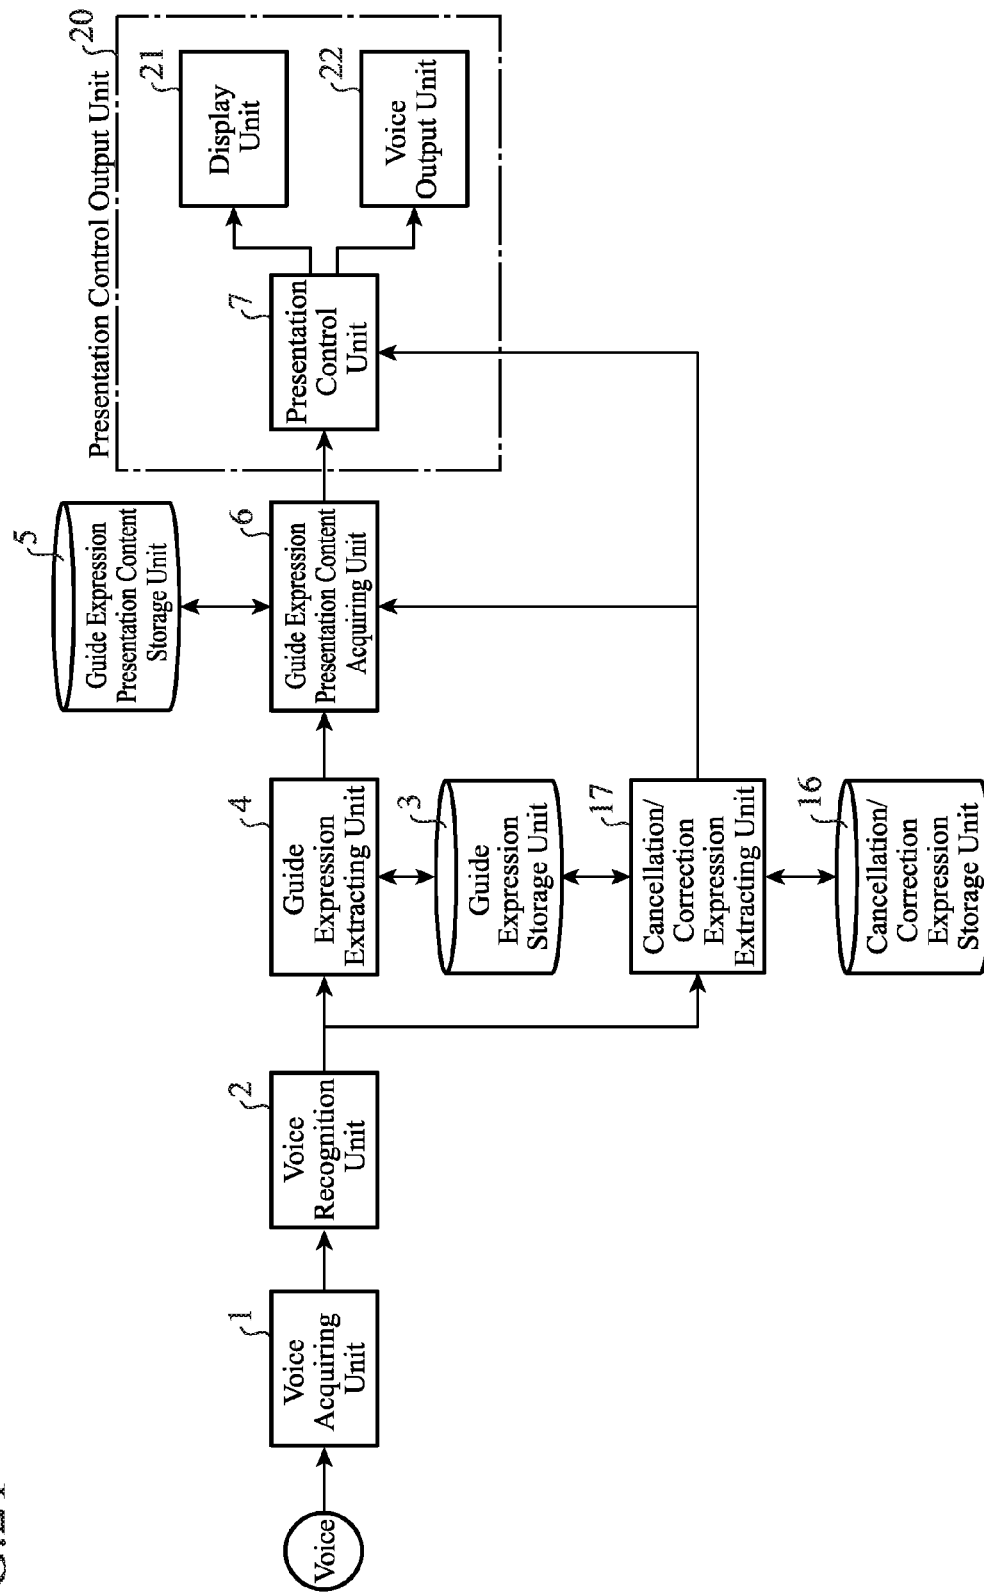 Voice
1
Voice
Acquiring
Unit
2
Voice
Recognition
Unit
4
Guide
Expression
Extracting Unit
3
Guide
Expression
Storage Unit
17
Cancellation/
Correction
Expression
Extracting Unit
16
Cancellation/
Correction
Expression
Storage Unit
5
Guide Expression
Presentation Content
Storage Unit
6
Guide Expression
Presentation Content
Acquiring Unit
Presentation Control Output Unit 20
7
Presentation
Control
Unit
21
Display
Unit
22
Voice
Output Unit